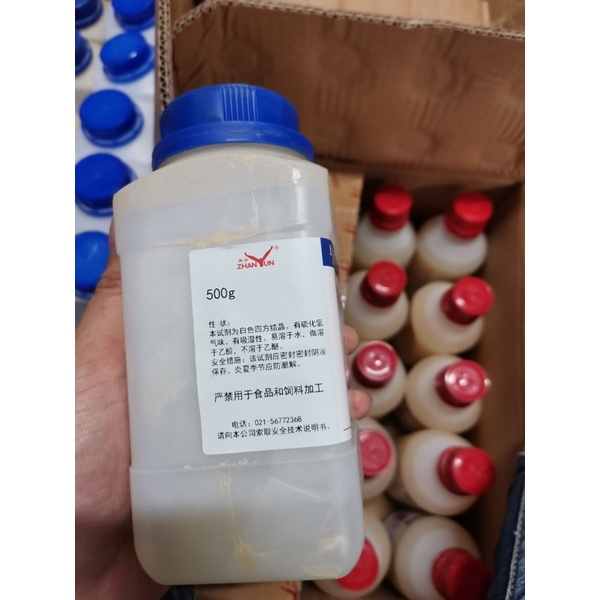 ZHANYUN
500g
性 状:
本试剂为白色四方结晶。有硫化氢
气味。有吸湿性。易溶于水、微溶
于乙醇、不溶于乙醚。
安全措施: 该试剂应密封密封阴凉
保存。炎夏季节应防潮解。
严禁用于食品和饲料加工
电话: 021-56772368
请向本公司索取安全技术说明书。